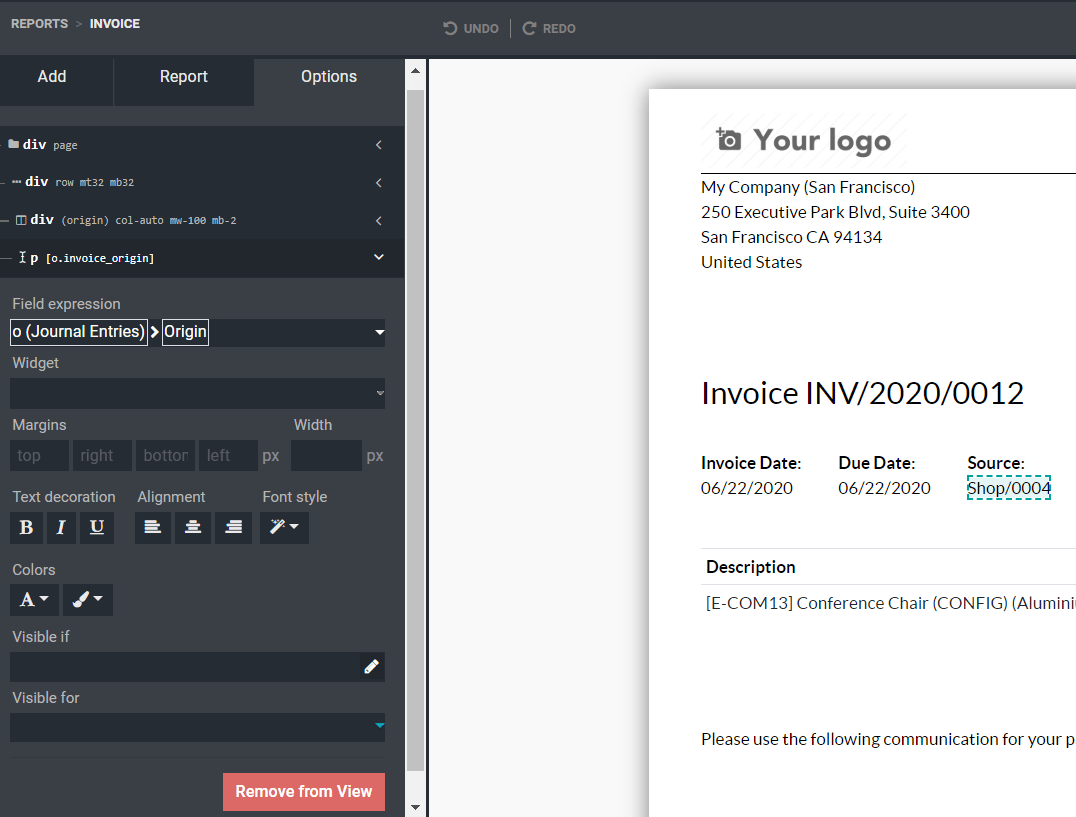 REPORTS > INVOICE
UNDO REDO
Add Report Options
div page
div row mt32 mb32
div (origin) col-auto mw-100 mb-2
p [o.invoice_origin]
Field expression
o (Journal Entries) Origin
Widget
Margins Width
top right bottom left px px
Text decoration Alignment Font style
B I U
Colors
A
Visible if
Visible for
Remove from View
Your logo
My Company (San Francisco)
250 Executive Park Blvd, Suite 3400
San Francisco CA 94134
United States
Invoice INV/2020/0012
Invoice Date: Due Date: Source:
06/22/2020 06/22/2020 Shop/0004
Description
[E-COM13] Conference Chair (CONFIG) (Alumini
Please use the following communication for your p